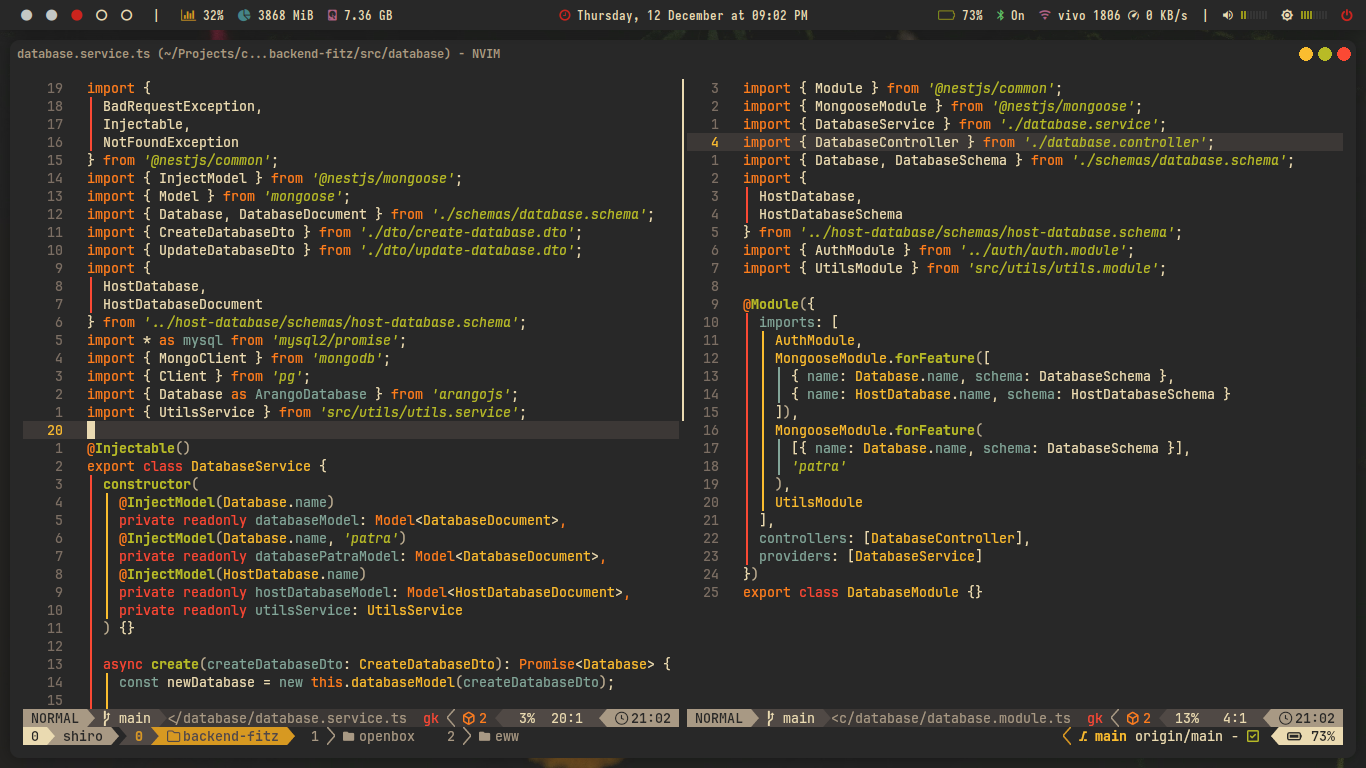 | 32% 3868 MiB 7.36 GB Thursday, 12 December at 09:02 PM 73% On vivo 1806 0 KB/s |
database.service.ts (~/Projects/c...backend-fitz/src/database) - NVIM
19 import {
18 BadRequestException,
17 Injectable,
16 NotFoundException
15 } from '@nestjs/common';
14 import { InjectModel } from '@nestjs/mongoose';
13 import { Model } from 'mongoose';
12 import { Database, DatabaseDocument } from './schemas/database.schema';
11 import { CreateDatabaseDto } from './dto/create-database.dto';
10 import { UpdateDatabaseDto } from './dto/update-database.dto';
9 import {
8 HostDatabase,
7 HostDatabaseDocument
6 } from '../host-database/schemas/host-database.schema';
5 import * as mysql from 'mysql2/promise';
4 import { MongoClient } from 'mongodb';
3 import { Client } from 'pg';
2 import { Database as ArangoDatabase } from 'arangojs';
1 import { UtilsService } from 'src/utils/utils.service';
20
1 @Injectable()
2 export class DatabaseService {
3 constructor(
4 @InjectModel(Database.name)
5 private readonly databaseModel: Model<DatabaseDocument>,
6 @InjectModel(Database.name, 'patra')
7 private readonly databasePatraModel: Model<DatabaseDocument>,
8 @InjectModel(HostDatabase.name)
9 private readonly hostDatabaseModel: Model<HostDatabaseDocument>,
10 private readonly utilsService: UtilsService
11 ) {}
12
13 async create(createDatabaseDto: CreateDatabaseDto): Promise<Database> {
14 const newDatabase = new this.databaseModel(createDatabaseDto);
15
NORMAL main </database/database.service.ts gk 2 3% 20:1 21:02
3 import { Module } from '@nestjs/common';
2 import { MongooseModule } from '@nestjs/mongoose';
1 import { DatabaseService } from './database.service';
4 import { DatabaseController } from './database.controller';
1 import { Database, DatabaseSchema } from './schemas/database.schema';
2 import {
3 HostDatabase,
4 HostDatabaseSchema
5 } from '../host-database/schemas/host-database.schema';
6 import { AuthModule } from '../auth/auth.module';
7 import { UtilsModule } from 'src/utils/utils.module';
8
9 @Module({
10 imports: [
11 AuthModule,
12 MongooseModule.forFeature([
13 { name: Database.name, schema: DatabaseSchema },
14 { name: HostDatabase.name, schema: HostDatabaseSchema }
15 ]),
16 MongooseModule.forFeature(
17 [{ name: Database.name, schema: DatabaseSchema }],
18 'patra'
19 ),
20 UtilsModule
21 ],
22 controllers: [DatabaseController],
23 providers: [DatabaseService]
24 })
25 export class DatabaseModule {}
NORMAL main <c/database/database.module.ts gk 2 13% 4:1 21:02
0 shiro 0 backend-fitz 1 openbox 2 eww main origin/main - 73%